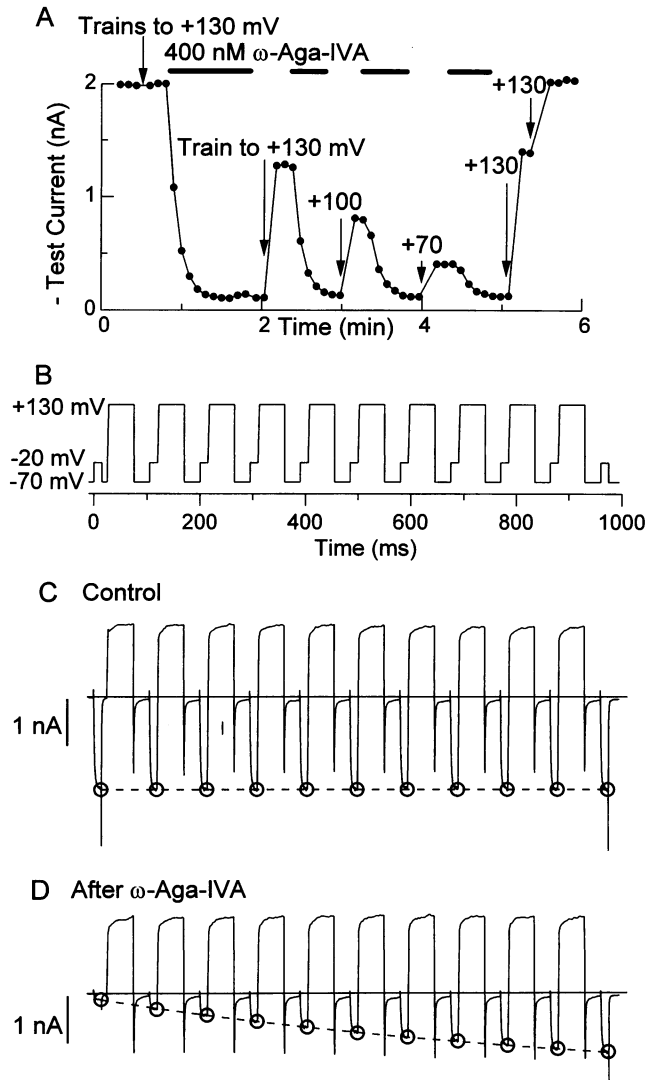 A
Trains to +130 mV
400 nM ω-Aga-IVA
2
+130
Train to +130 mV
+130
+100
1
+70
- Test Current (nA)
0
0 2 4 6
Time (min)
B
+130 mV
-20 mV
-70 mV
0 200 400 600 800 1000
Time (ms)
C Control
1 nA
D After ω-Aga-IVA
1 nA